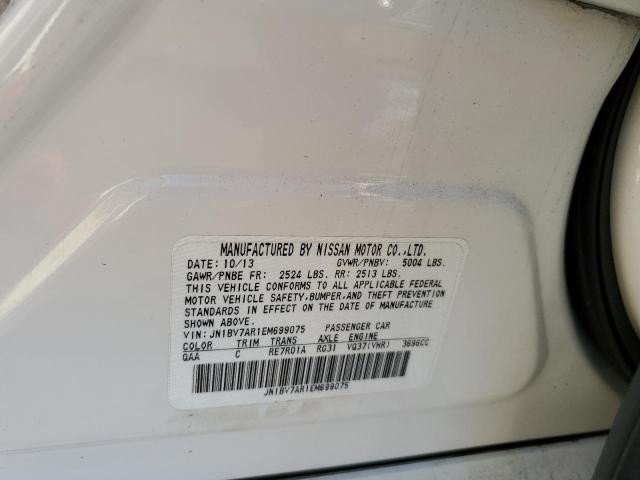 MANUFACTURED BY NISSAN MOTOR CO.,LTD.
DATE: 10/13 GVWR/PNBV: 5004 LBS.
GAWR/PNBE FR: 2524 LBS. RR: 2513 LBS.
THIS VEHICLE CONFORMS TO ALL APPLICABLE FEDERAL
MOTOR VEHICLE SAFETY,BUMPER,AND THEFT PREVENTION
STANDARDS IN EFFECT ON THE DATE OF MANUFACTURE
SHOWN ABOVE.
VIN: JN1BV7AR1EM699075 PASSENGER CAR
COLOR TRIM TRANS AXLE ENGINE
QAA C RE7R01A RG31 VQ37(VHR) 3696CC
JN1BV7AR1EM699075